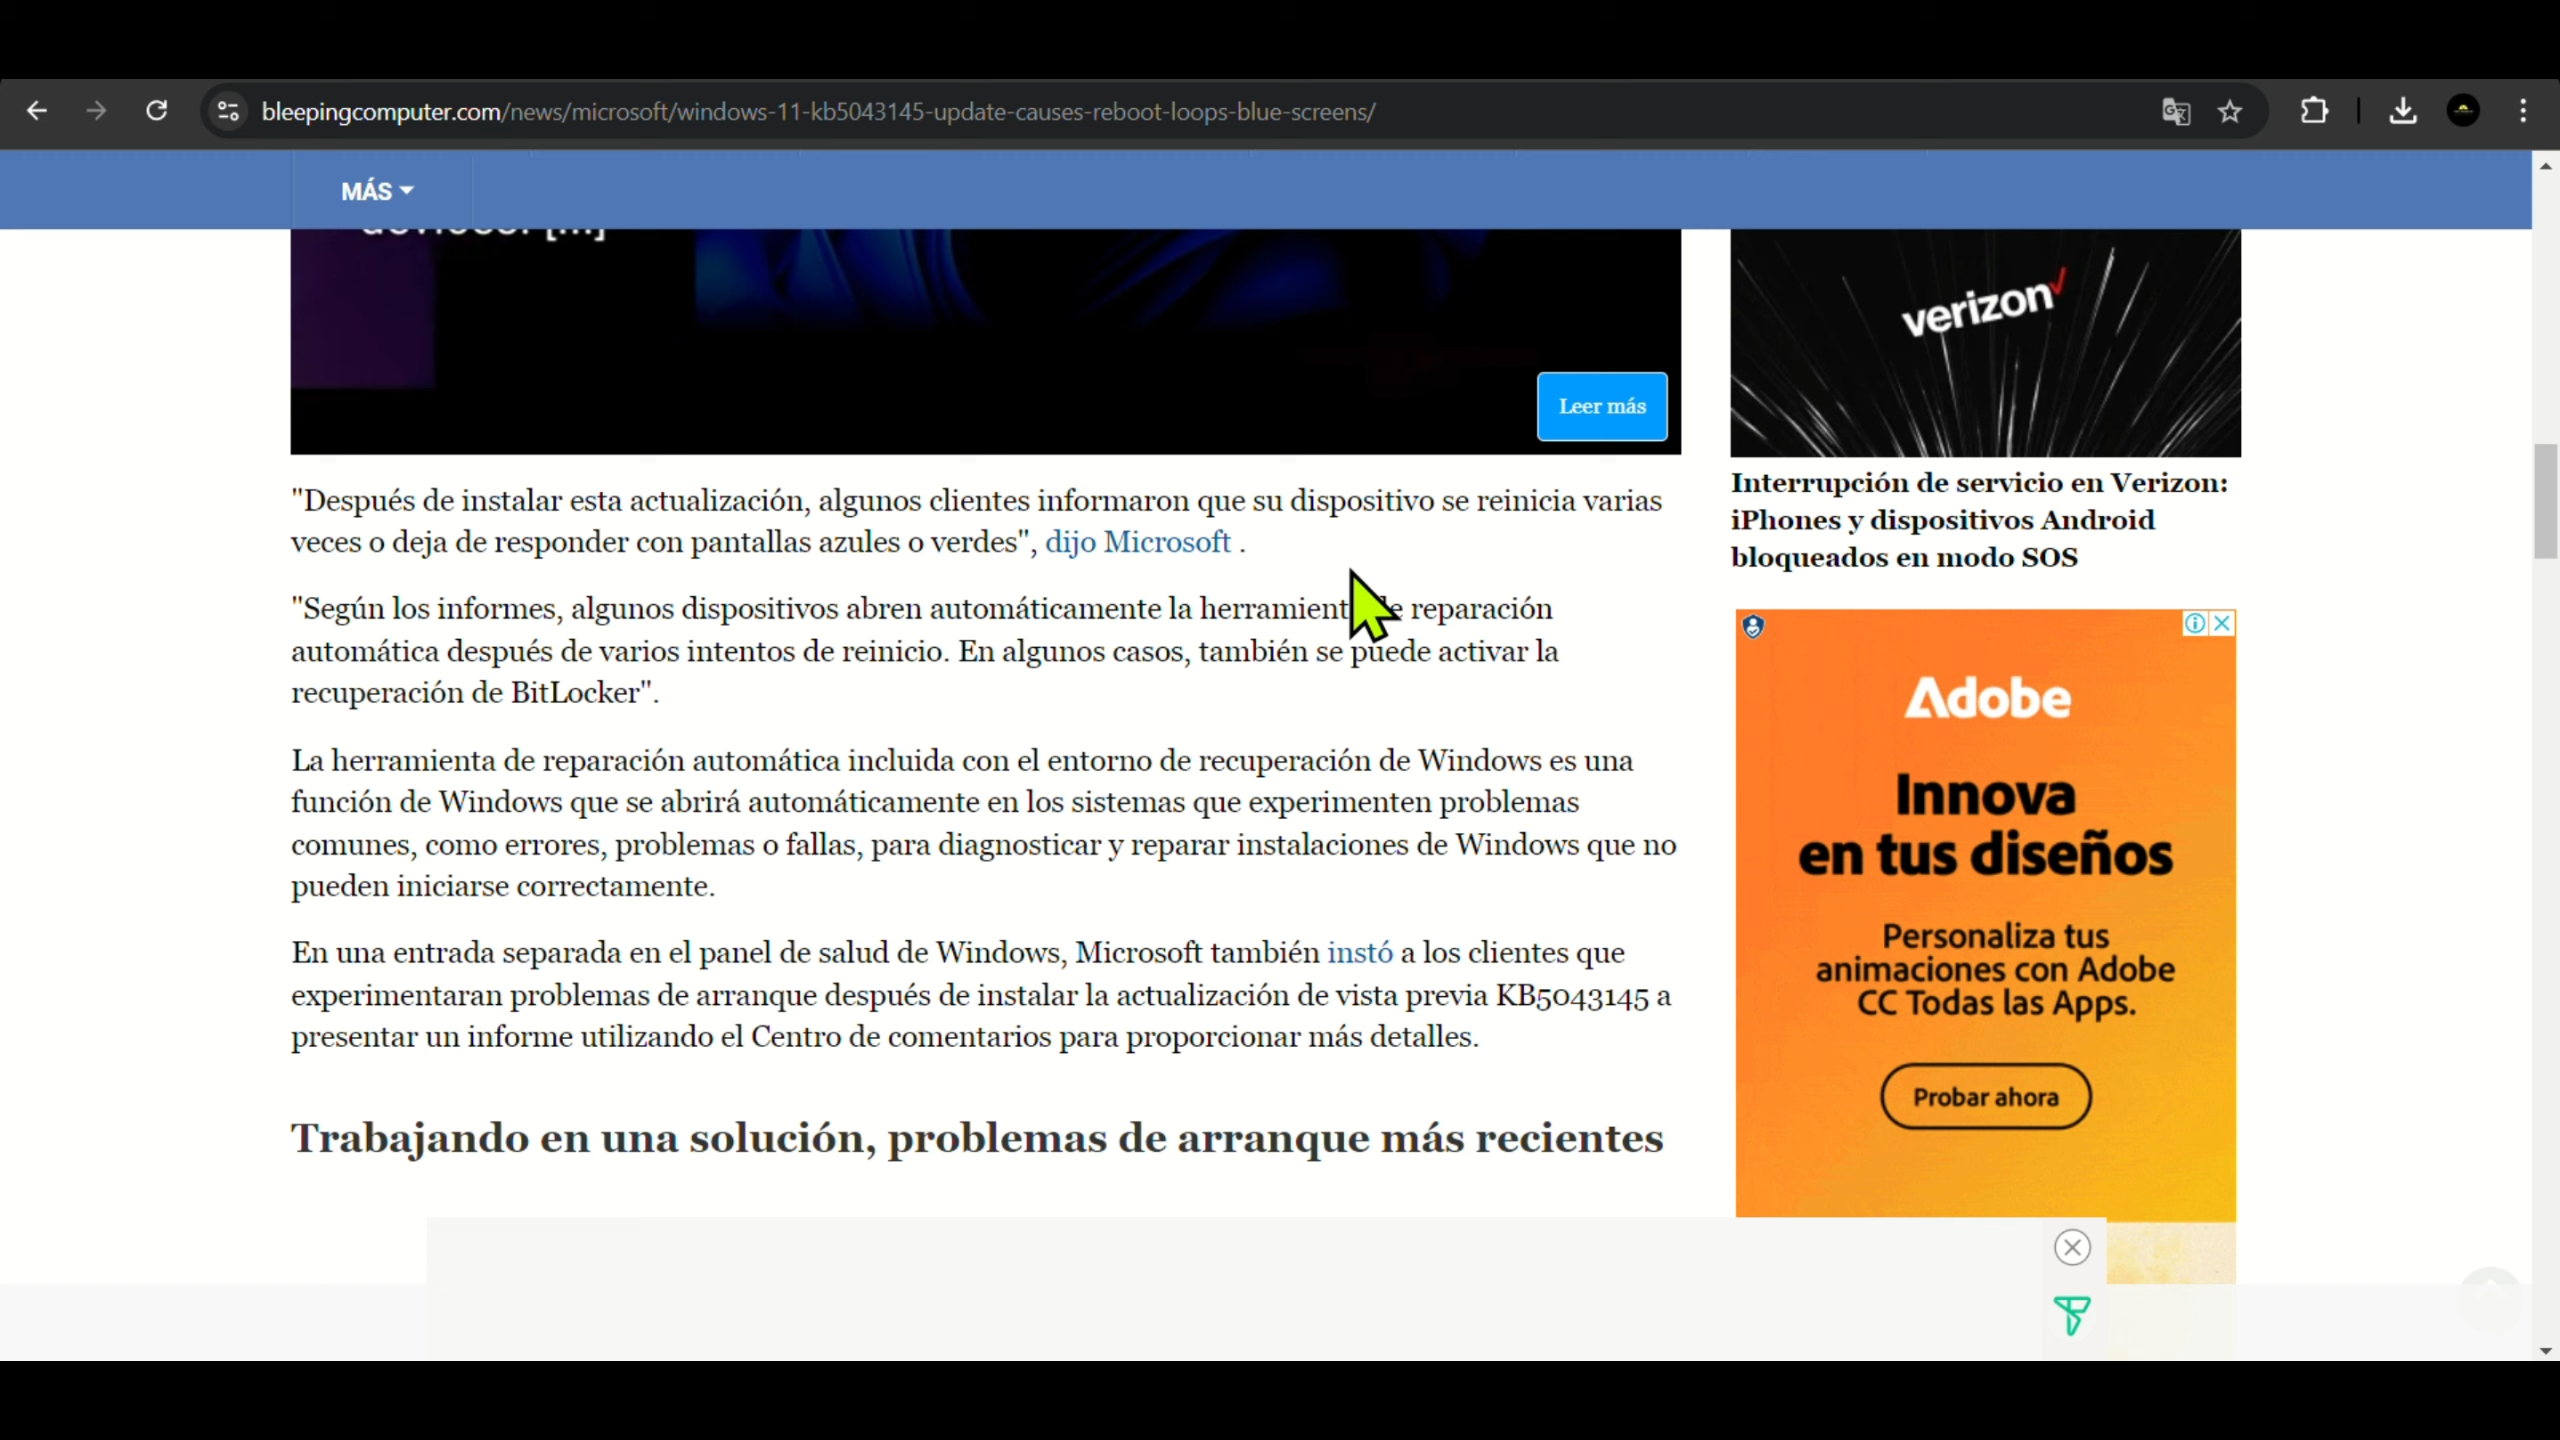 bleepingcomputer.com/news/microsoft/windows-11-kb5043145-update-causes-reboot-loops-blue-screens/
MÁS
[...]
Leer más
"Después de instalar esta actualización, algunos clientes informaron que su dispositivo se reinicia varias
veces o deja de responder con pantallas azules o verdes", dijo Microsoft .
"Según los informes, algunos dispositivos abren automáticamente la herramient de reparación
automática después de varios intentos de reinicio. En algunos casos, también se puede activar la
recuperación de BitLocker".
La herramienta de reparación automática incluida con el entorno de recuperación de Windows es una
función de Windows que se abrirá automáticamente en los sistemas que experimenten problemas
comunes, como errores, problemas o fallas, para diagnosticar y reparar instalaciones de Windows que no
pueden iniciarse correctamente.
En una entrada separada en el panel de salud de Windows, Microsoft también instó a los clientes que
experimentaran problemas de arranque después de instalar la actualización de vista previa KB5043145 a
presentar un informe utilizando el Centro de comentarios para proporcionar más detalles.
Trabajando en una solución, problemas de arranque más recientes
verizon
Interrupción de servicio en Verizon:
iPhones y dispositivos Android
bloqueados en modo SOS
Adobe
Innova
en tus diseños
Personaliza tus
animaciones con Adobe
CC Todas las Apps.
Probar ahora